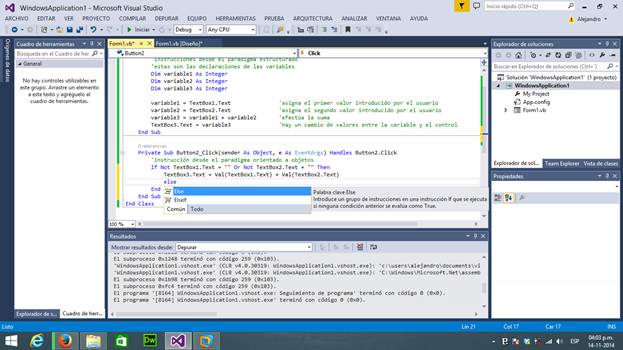 WindowsApplication1 - Microsoft Visual Studio
ARCHIVO EDITAR VER PROYECTO COMPILAR DEPURAR EQUIPO HERRAMIENTAS PRUEBA ARQUITECTURA ANALIZAR VENTANA AYUDA
Alejandro
Iniciar Debug Any CPU
Orígenes de datos
Cuadro de herramientas
Buscar en el Cuadro de her
General
No hay controles utilizables en
este grupo. Arrastre un elemento
a este texto y agréguelo al
cuadro de herramientas.
Form1.vb* Form1.vb [Diseño]*
Button2 Click
'instrucciones desde el paradigma estructurado
'estas son las declaraciones de las variables
Dim variable1 As Integer
Dim variable2 As Integer
Dim variable3 As Integer
variable1 = TextBox1.Text 'asigna el primer valor introducido por el usuario
variable2 = TextBox2.Text 'asigna el segundo valor introducido por el usuario
variable3 = variable1 + variable2 'efectúa la suma
TextBox3.Text = variable3 'Hay un cambio de valores entre la variable y el control
End Sub
0 referencias
Private Sub Button2_Click(sender As Object, e As EventArgs) Handles Button2.Click
'instrucción desde el paradigma orientado a objetos
If Not TextBox1.Text = "" Or Not TextBox2.Text = "" Then
TextBox3.Text = Val(TextBox1.Text) + Val(TextBox2.Text)
else
End
End Sub
End Class
Else
ElseIf
Común Todo
Palabra clave Else
Introduce un grupo de instrucciones en una instrucción If que se ejecuta
si ninguna condición anterior se evalúa como True.
100 %
Resultados
Mostrar resultados desde: Depurar
El subproceso 0x1248 terminó con código 259 (0x103).
'WindowsApplication1.vshost.exe' (CLR v4.0.30319: WindowsApplication1.vshost.exe): 'c:\users\alejandro\documents\vi
'WindowsApplication1.vshost.exe' (CLR v4.0.30319: WindowsApplication1.vshost.exe): 'C:\Windows\Microsoft.Net\assemb
El subproceso 0x1b98 terminó con código 259 (0x103).
El subproceso 0xfc4 terminó con código 259 (0x103).
El programa '[8164] WindowsApplication1.vshost.exe: Seguimiento de programa' terminó con código 0 (0x0).
El programa '[8164] WindowsApplication1.vshost.exe' terminó con código 0 (0x0).
Explorador de soluciones
Buscar en Explorador de soluciones
Solución 'WindowsApplication1' (1 proyecto)
WindowsApplication1
My Project
App.config
Form1.vb
Explorador de sol... Team Explorer Vista de clases
Propiedades
Explorador de s... Cuadro de herr...
Listo Lín 21 Col 17 Car 17 INS
Dw
ESP
04:03 p.m.
14-11-2014